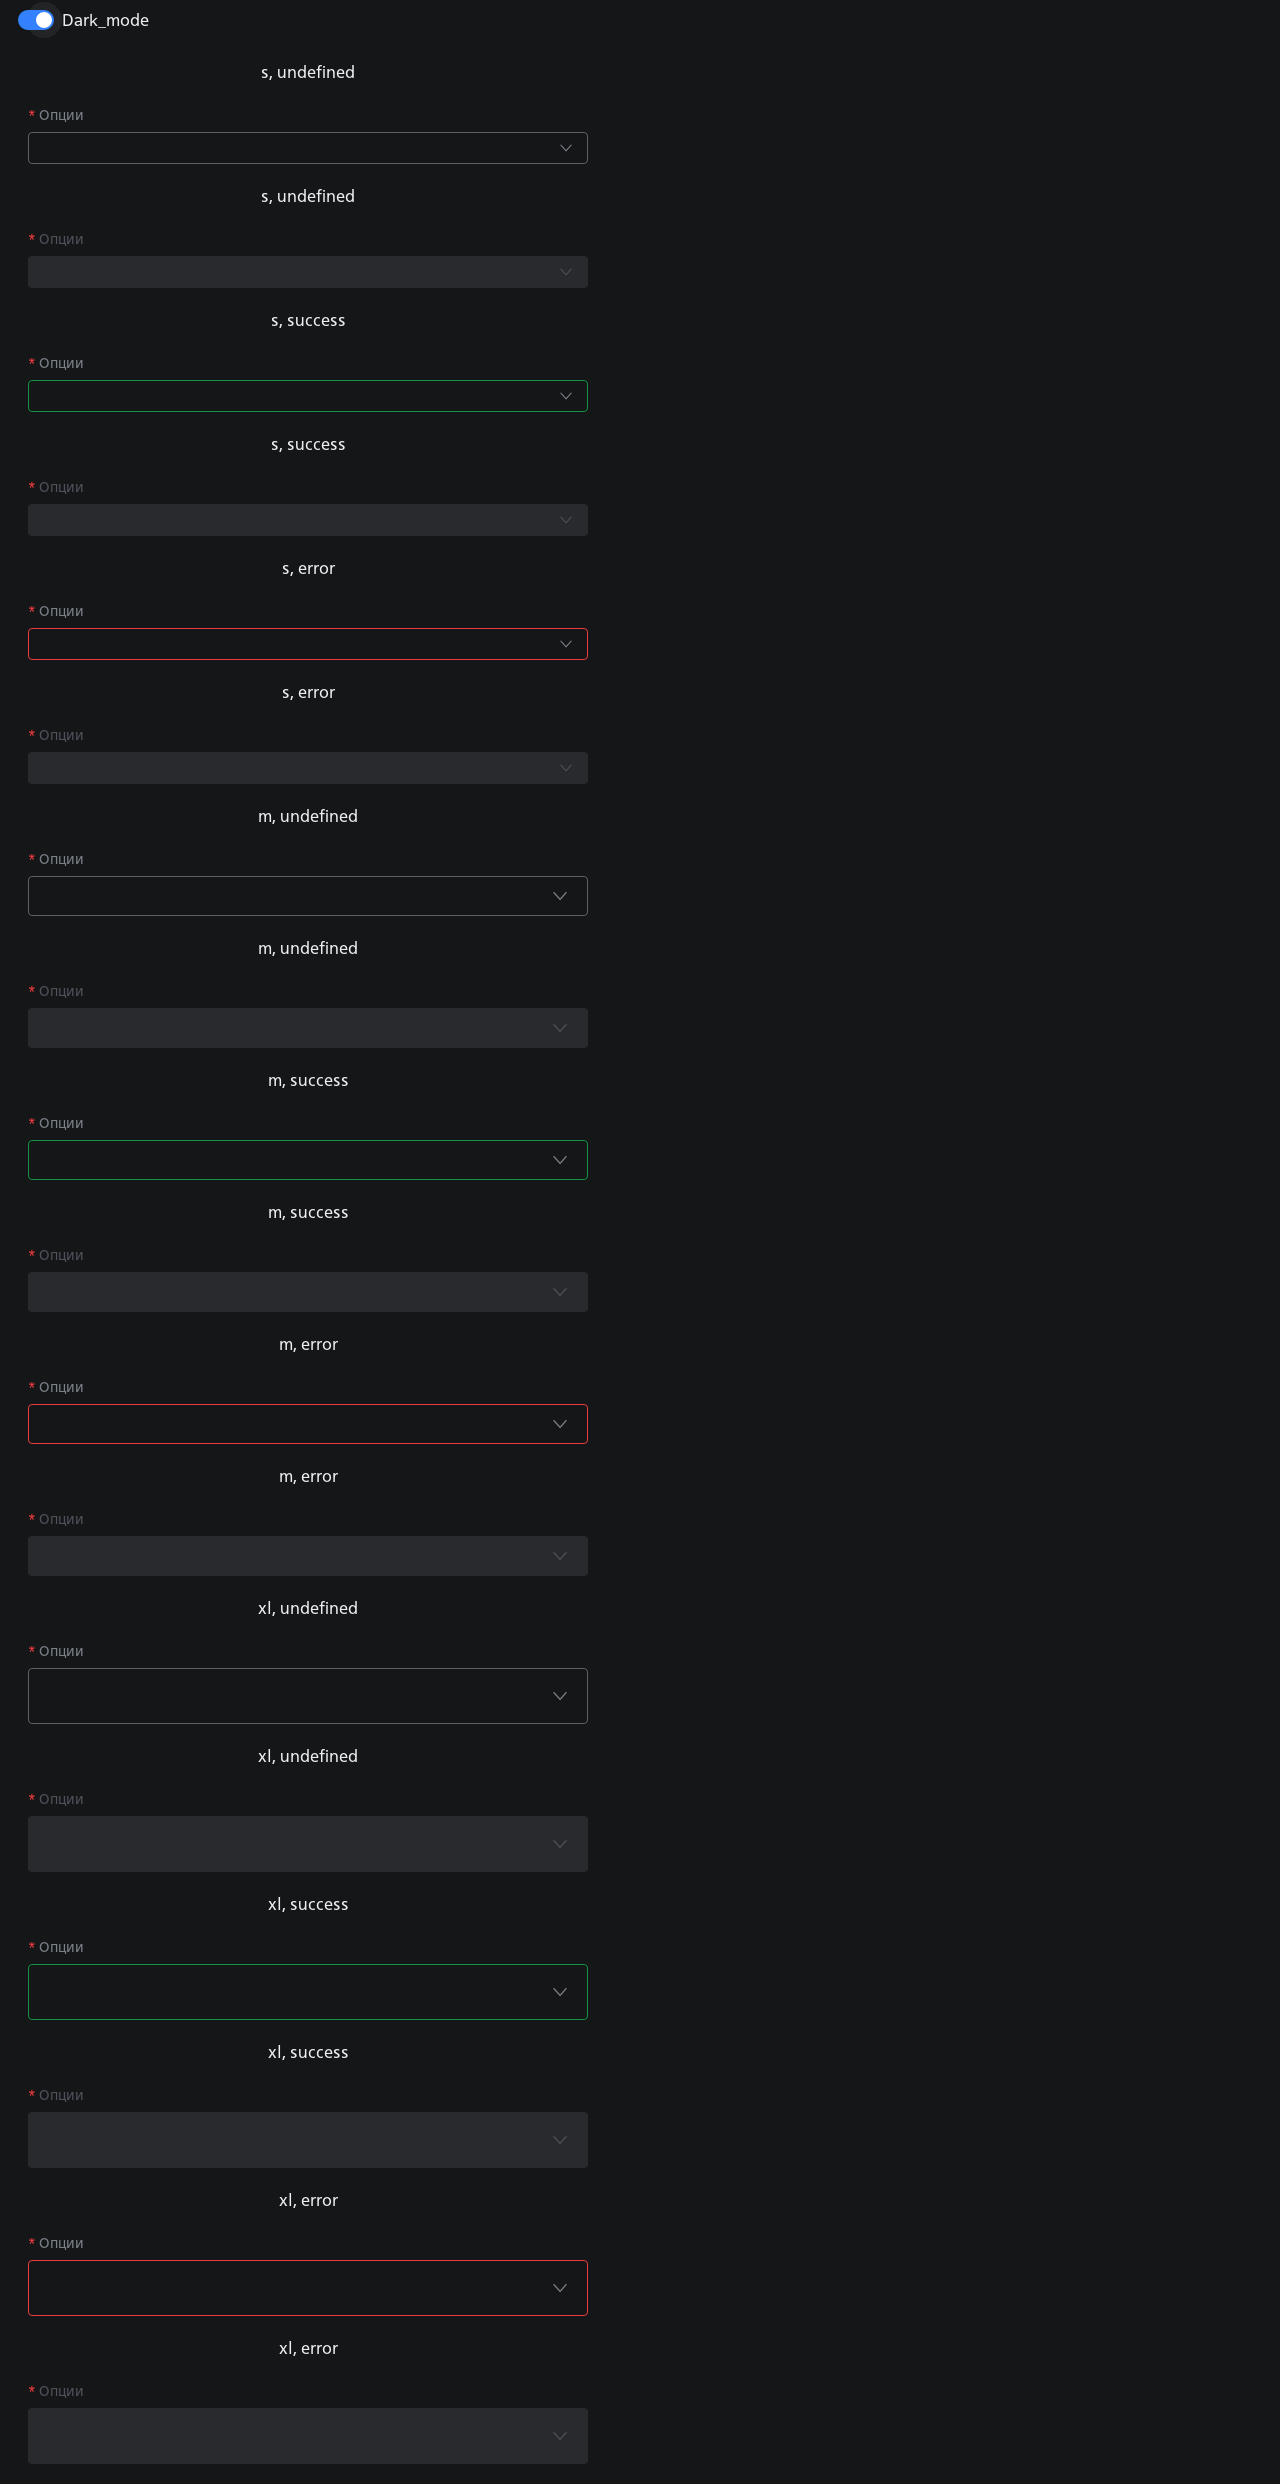 Dark_mode
s, undefined
* Опции
s, undefined
* Опции
s, success
* Опции
s, success
* Опции
s, error
* Опции
s, error
* Опции
m, undefined
* Опции
m, undefined
* Опции
m, success
* Опции
m, success
* Опции
m, error
* Опции
m, error
* Опции
xl, undefined
* Опции
xl, undefined
* Опции
xl, success
* Опции
xl, success
* Опции
xl, error
* Опции
xl, error
* Опции